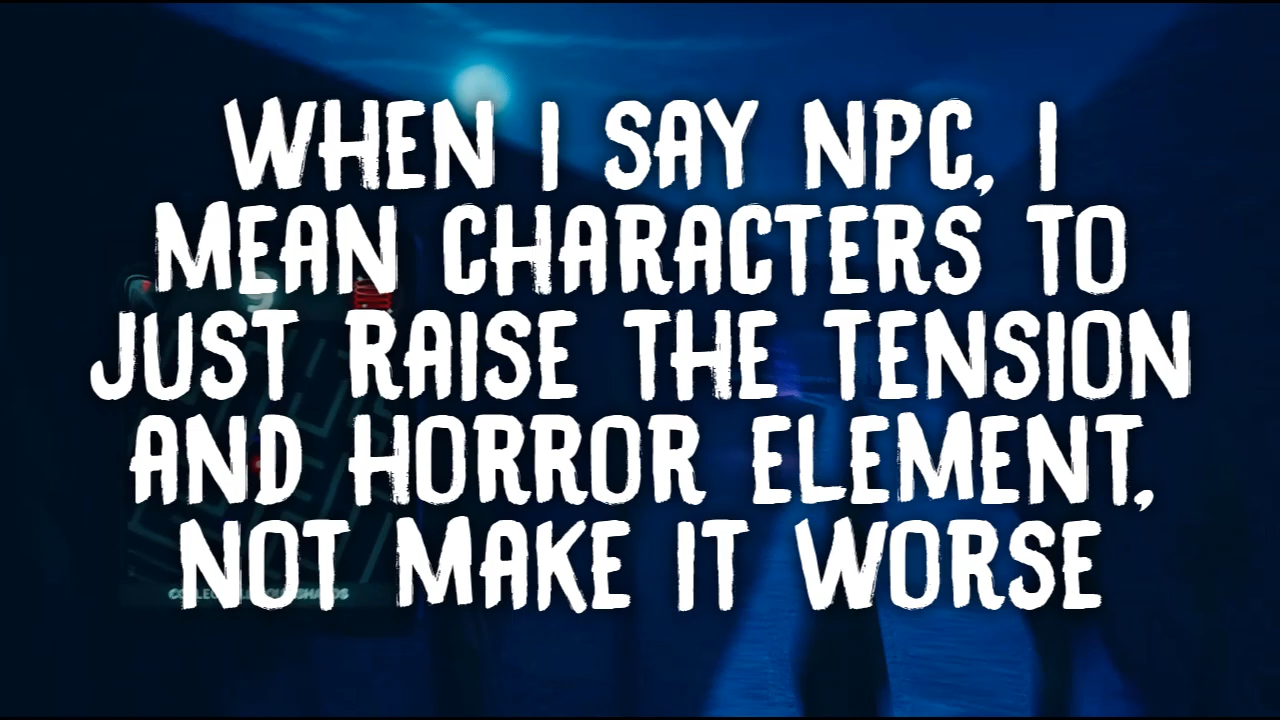 WHEN I SAY NPC, I
MEAN CHARACTERS TO
JUST RAISE THE TENSION
AND HORROR ELEMENT,
NOT MAKE IT WORSE